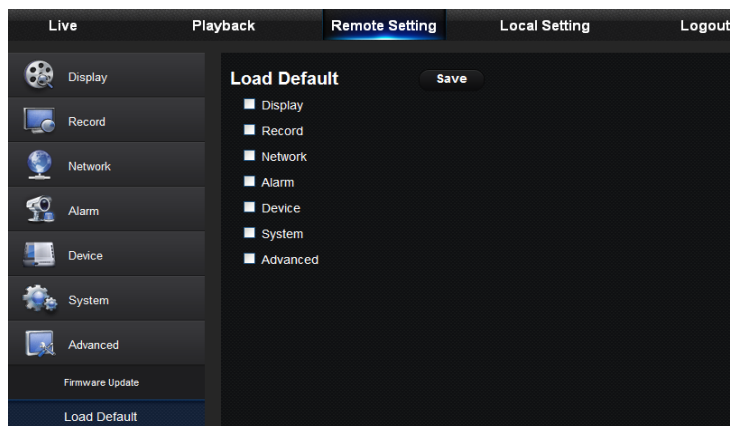 Live Playback Remote Setting Local Setting Logout
Display
Record
Network
Alarm
Device
System
Advanced
Firmware Update
Load Default
Load Default Save
Display
Record
Network
Alarm
Device
System
Advanced